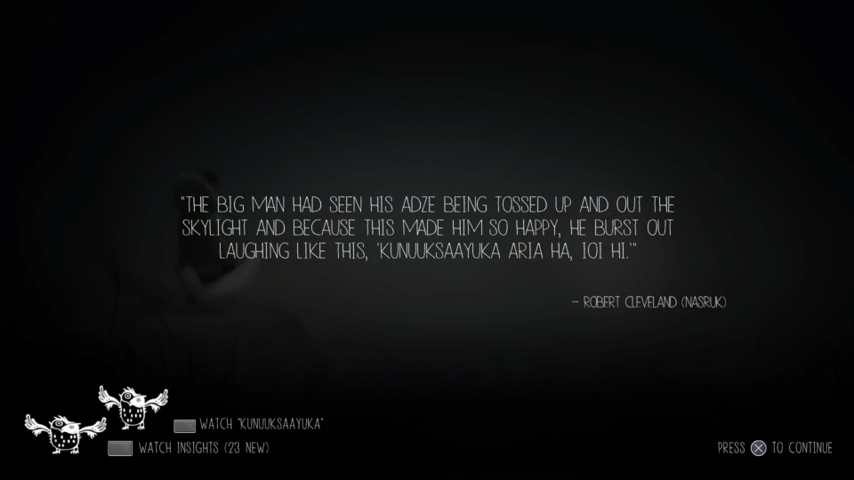 "THE BIG MAN HAD SEEN HIS ADZE BEING TOSSED UP AND OUT THE
SKYLIGHT AND BECAUSE THIS MADE HIM SO HAPPY, HE BURST OUT
LAUGHING LIKE THIS, 'KUNUUKSAAYUKA ARIA HA, IOI HI.'"
– ROBERT CLEVELAND (NASRUK)
WATCH "KUNUUKSAAYUKA"
WATCH INSIGHTS (23 NEW)
PRESS X TO CONTINUE